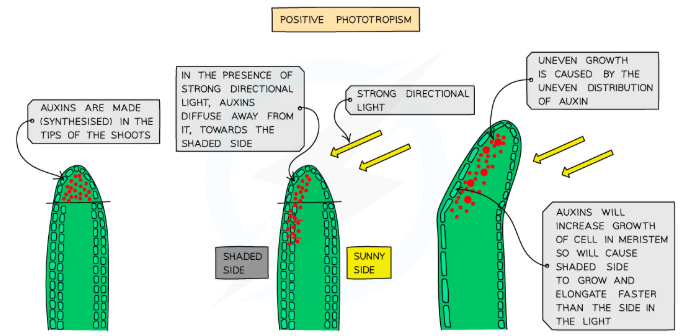 POSITIVE PHOTOTROPISM
AUXINS ARE MADE
(SYNTHESISED) IN THE
TIPS OF THE SHOOTS
IN THE PRESENCE OF
STRONG DIRECTIONAL
LIGHT, AUXINS
DIFFUSE AWAY FROM
IT, TOWARDS THE
SHADED SIDE
STRONG DIRECTIONAL
LIGHT
UNEVEN GROWTH
IS CAUSED BY THE
UNEVEN DISTRIBUTION
OF AUXIN
SHADED
SIDE
SUNNY
SIDE
AUXINS WILL
INCREASE GROWTH
OF CELL IN MERISTEM
SO WILL CAUSE
SHADED SIDE
TO GROW AND
ELONGATE FASTER
THAN THE SIDE IN
THE LIGHT